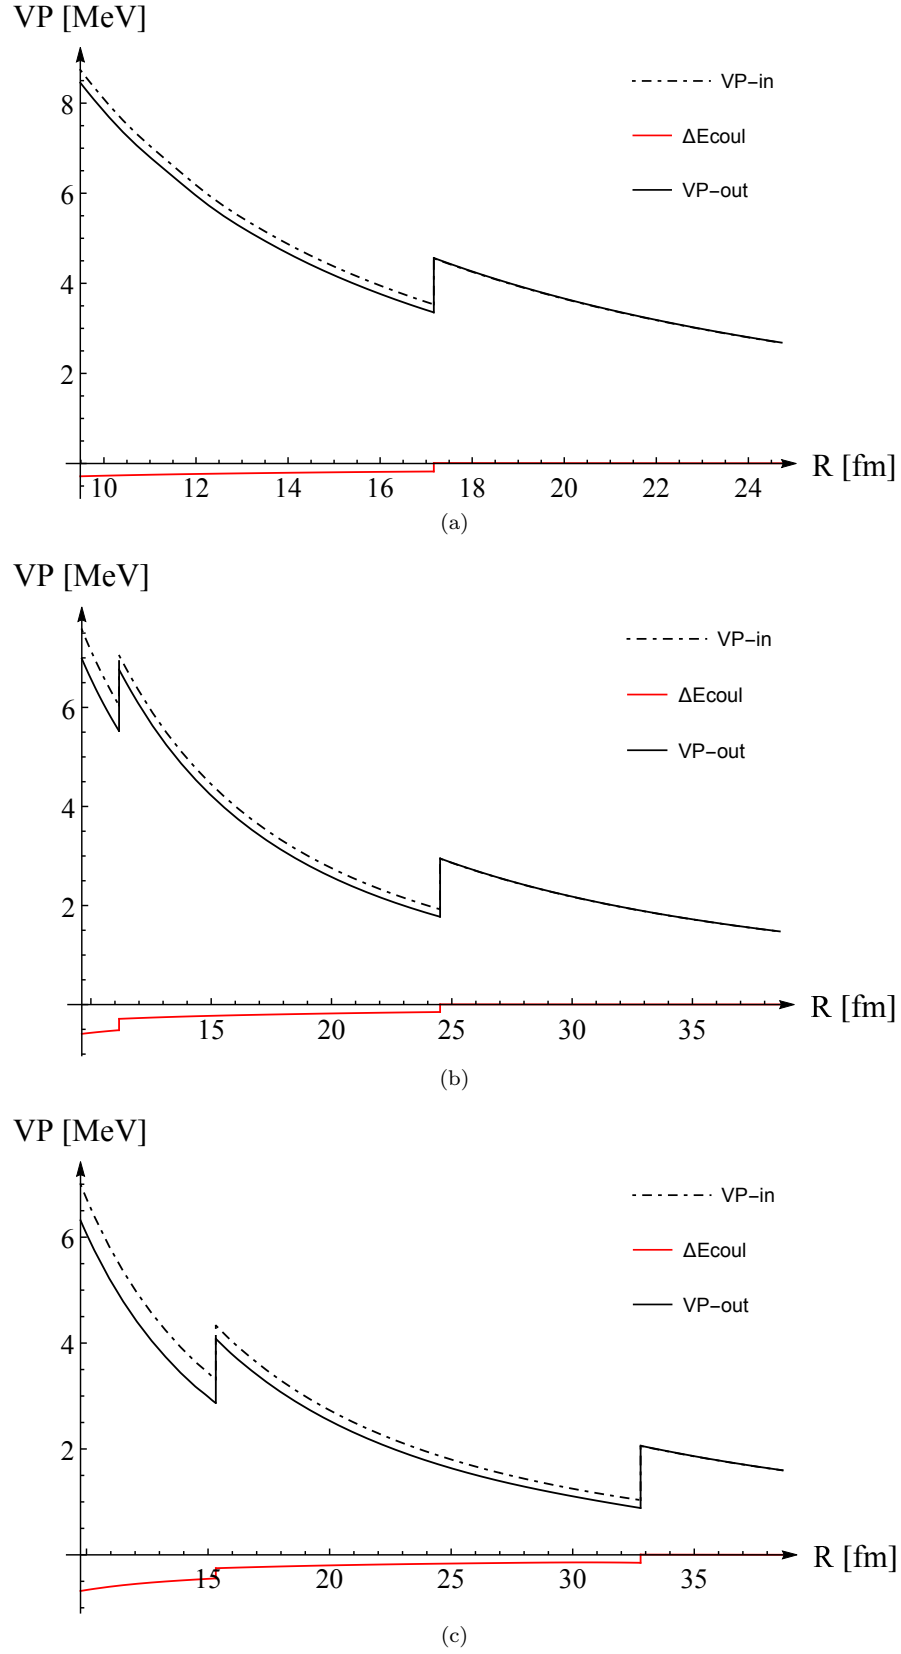 VP [MeV]
VP–in
ΔEcoul
VP–out
8
6
4
2
10 12 14 16 18 20 22 24
R [fm]
(a)
VP [MeV]
VP–in
ΔEcoul
VP–out
6
4
2
15 20 25 30 35
R [fm]
(b)
VP [MeV]
VP–in
ΔEcoul
VP–out
6
4
2
15 20 25 30 35
R [fm]
(c)